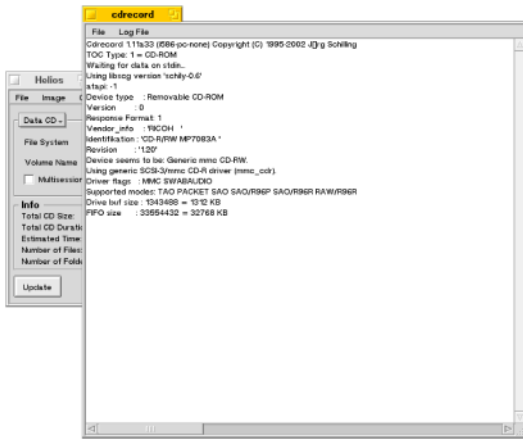 cdrecord
File Log File
Cdrecord 1.11a33 (i586-pc-none) Copyright (C) 1995-2002 J▯rg Schilling
TOC Type: 1 = CD-ROM
Waiting for data on stdin...
Using libscg version 'schily-0.6'
atapi: -1
Device type : Removable CD-ROM
Version : 0
Response Format: 1
Vendor_info : 'RICOH '
Identifikation : 'CD-R/RW MP7083A '
Revision : '1.20'
Device seems to be: Generic mmc CD-RW.
Using generic SCSI-3/mmc CD-R driver (mmc_cdr).
Driver flags : MMC SWABAUDIO
Supported modes: TAO PACKET SAO SAO/R96P SAO/R96R RAW/R96R
Drive buf size : 1343488 = 1312 KB
FIFO size : 33554432 = 32768 KB
Helios
File Image
Data CD
File System
Volume Name
Multisession
Info
Total CD Size:
Total CD Duratio
Estimated Time:
Number of Files:
Number of Folde
Update